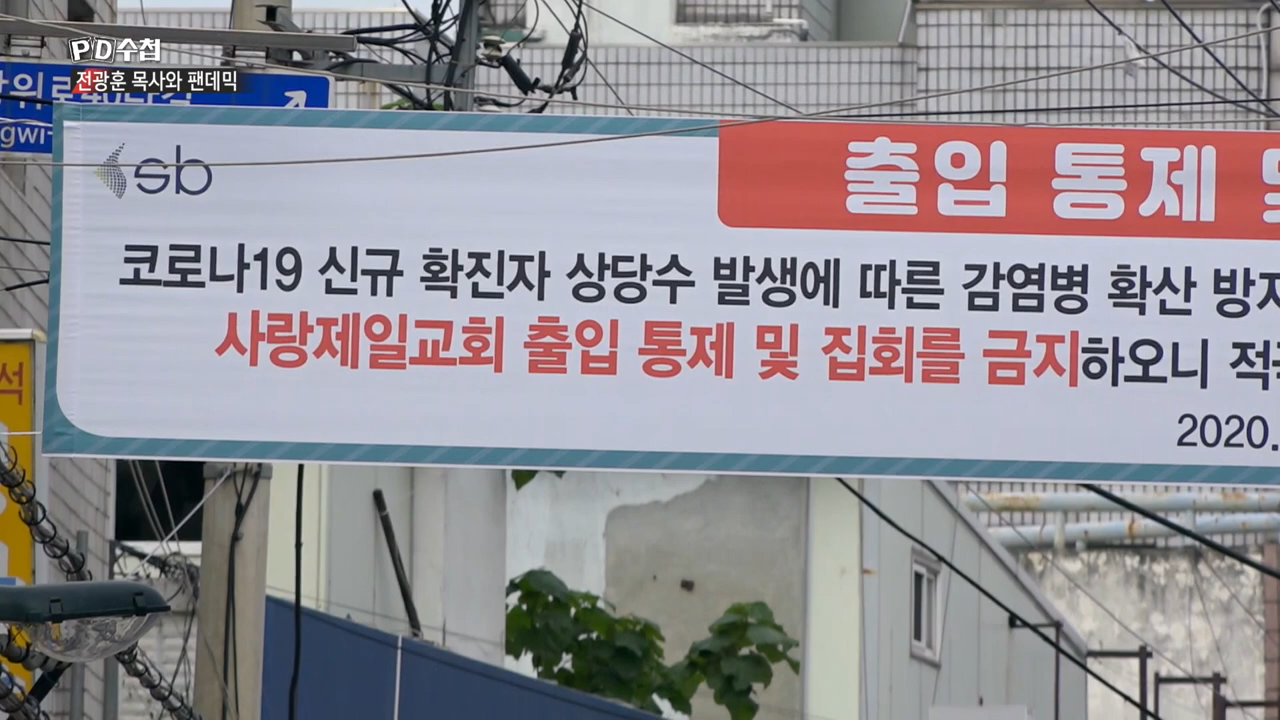 PD수첩
전광훈 목사와 팬데믹
sb
출입 통제
코로나19 신규 확진자 상당수 발생에 따른 감염병 확산
사랑제일교회 출입 통제 및 집회를 금지하오니
2020.
석